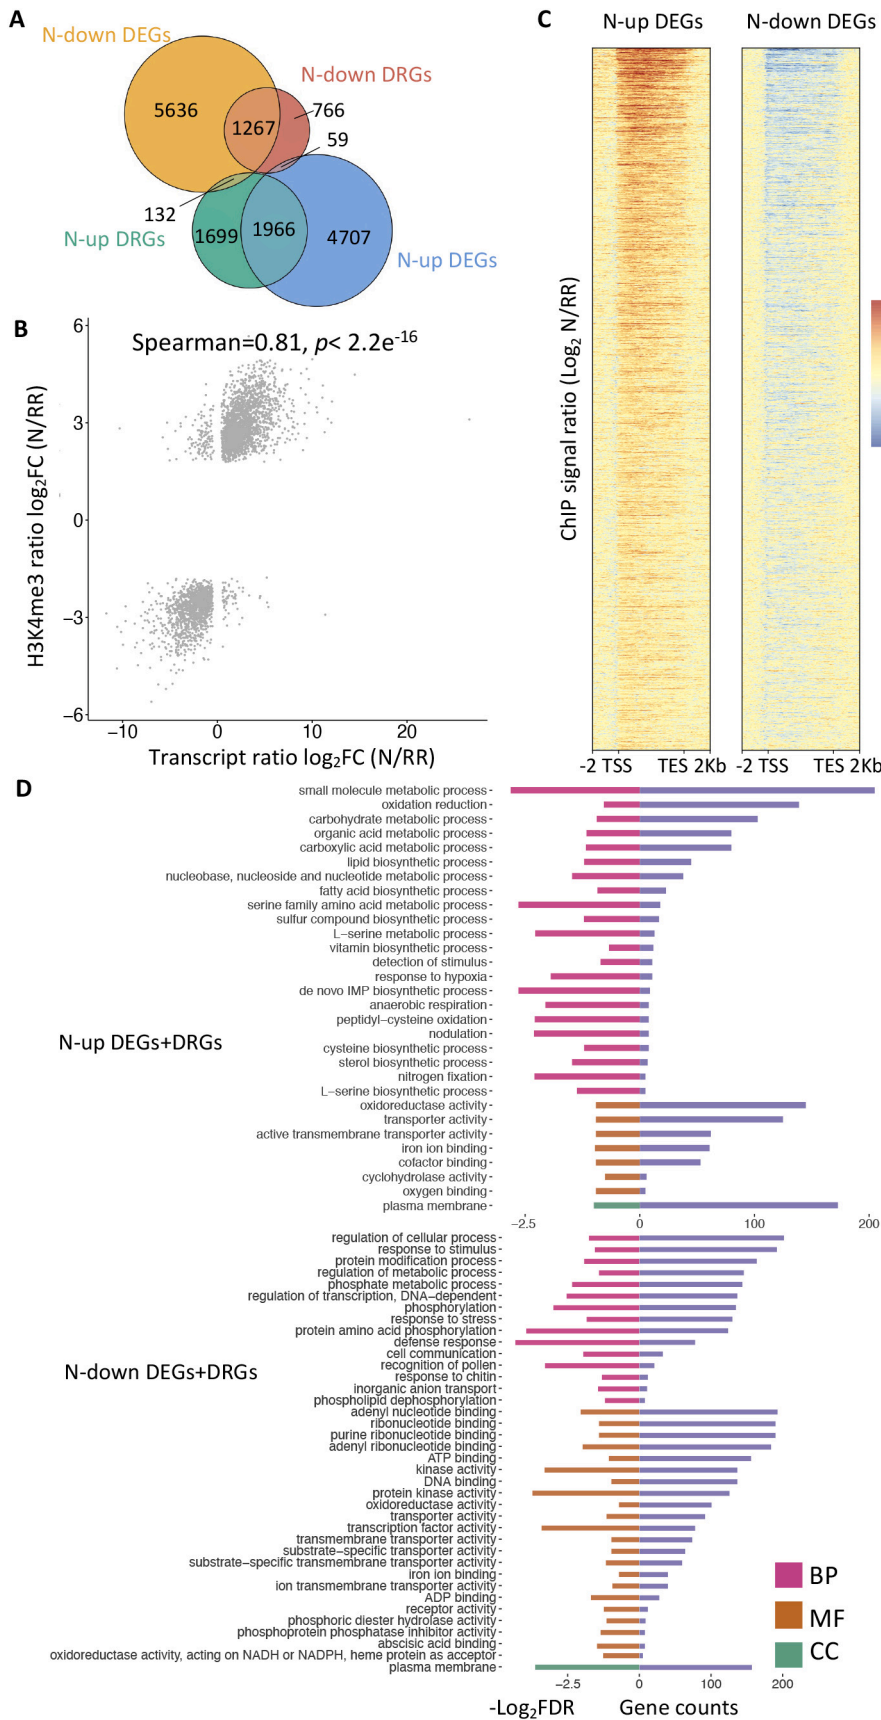 A
N-down DEGs
N-down DRGs
5636
1267
766
59
132
N-up DRGs
1699
1966
4707
N-up DEGs
B
Spearman=0.81, p< 2.2e-16
H3K4me3 ratio log2FC (N/RR)
6
3
0
−3
−6
−10 0 10 20
Transcript ratio log2FC (N/RR)
C
N-up DEGs N-down DEGs
ChIP signal ratio (Log2 N/RR)
-2 TSS TES 2Kb -2 TSS TES 2Kb
D
small molecule metabolic process
oxidation reduction
carbohydrate metabolic process
organic acid metabolic process
carboxylic acid metabolic process
lipid biosynthetic process
nucleobase, nucleoside and nucleotide metabolic process
fatty acid biosynthetic process
serine family amino acid metabolic process
sulfur compound biosynthetic process
L−serine metabolic process
vitamin biosynthetic process
detection of stimulus
response to hypoxia
de novo IMP biosynthetic process
anaerobic respiration
peptidyl−cysteine oxidation
nodulation
N-up DEGs+DRGs
cysteine biosynthetic process
sterol biosynthetic process
nitrogen fixation
L−serine biosynthetic process
oxidoreductase activity
transporter activity
active transmembrane transporter activity
iron ion binding
cofactor binding
cyclohydrolase activity
oxygen binding
plasma membrane
-2.5 0 100 200
regulation of cellular process
response to stimulus
protein modification process
regulation of metabolic process
phosphate metabolic process
regulation of transcription, DNA−dependent
phosphorylation
response to stress
protein amino acid phosphorylation
defense response
cell communication
recognition of pollen
N-down DEGs+DRGs
response to chitin
inorganic anion transport
phospholipid dephosphorylation
adenyl nucleotide binding
ribonucleotide binding
purine ribonucleotide binding
adenyl ribonucleotide binding
ATP binding
kinase activity
DNA binding
protein kinase activity
oxidoreductase activity
transporter activity
transcription factor activity
transmembrane transporter activity
substrate−specific transporter activity
substrate−specific transmembrane transporter activity
iron ion binding
ion transmembrane transporter activity
ADP binding
receptor activity
phosphoric diester hydrolase activity
phosphoprotein phosphatase inhibitor activity
abscisic acid binding
oxidoreductase activity, acting on NADH or NADPH, heme protein as acceptor
plasma membrane
BP
MF
CC
-2.5 0 100 200
-Log2FDR Gene counts